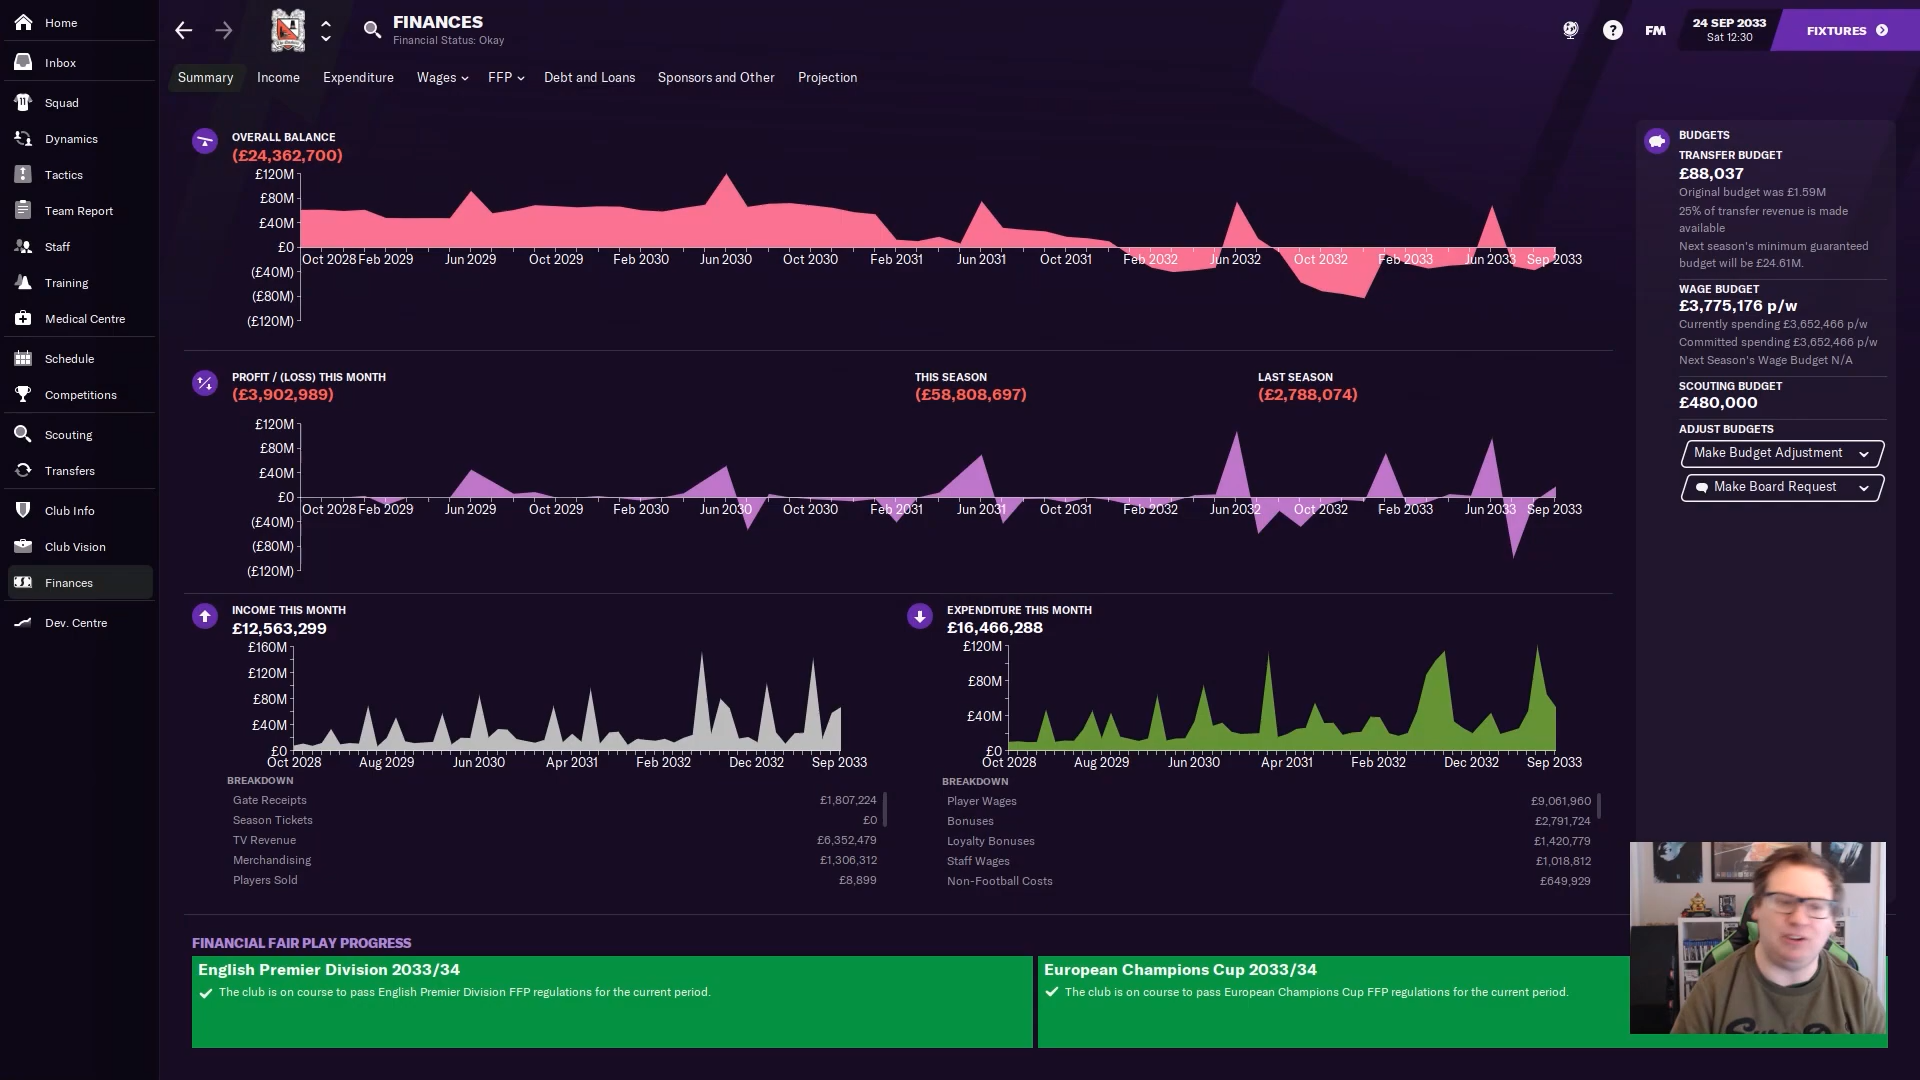 Home
Inbox
Squad
Dynamics
Tactics
Team Report
Staff
Training
Medical Centre
Schedule
Competitions
Scouting
Transfers
Club Info
Club Vision
Finances
Dev. Centre
FINANCES
Financial Status: Okay
FM
24 SEP 2033
Sat 12:30
FIXTURES
Summary
Income
Expenditure
Wages
FFP
Debt and Loans
Sponsors and Other
Projection
OVERALL BALANCE
(£24,362,700)
£120M
£80M
£40M
£0
(£40M)
(£80M)
(£120M)
Oct 2028 Feb 2029 Jun 2029 Oct 2029 Feb 2030 Jun 2030 Oct 2030 Feb 2031 Jun 2031 Oct 2031 Feb 2032 Jun 2032 Oct 2032 Feb 2033 Jun 2033 Sep 2033
PROFIT / (LOSS) THIS MONTH
(£3,902,989)
THIS SEASON
(£58,808,697)
LAST SEASON
(£2,788,074)
£120M
£80M
£40M
£0
(£40M)
(£80M)
(£120M)
Oct 2028 Feb 2029 Jun 2029 Oct 2029 Feb 2030 Jun 2030 Oct 2030 Feb 2031 Jun 2031 Oct 2031 Feb 2032 Jun 2032 Oct 2032 Feb 2033 Jun 2033 Sep 2033
INCOME THIS MONTH
£12,563,299
£160M
£120M
£80M
£40M
£0
Oct 2028 Aug 2029 Jun 2030 Apr 2031 Feb 2032 Dec 2032 Sep 2033
BREAKDOWN
Gate Receipts £1,807,224
Season Tickets £0
TV Revenue £6,352,479
Merchandising £1,306,312
Players Sold £8,899
EXPENDITURE THIS MONTH
£16,466,288
£120M
£80M
£40M
£0
Oct 2028 Aug 2029 Jun 2030 Apr 2031 Feb 2032 Dec 2032 Sep 2033
BREAKDOWN
Player Wages £9,061,960
Bonuses £2,791,724
Loyalty Bonuses £1,420,779
Staff Wages £1,018,812
Non-Football Costs £649,929
BUDGETS
TRANSFER BUDGET
£88,037
Original budget was £1.59M
25% of transfer revenue is made
available
Next season's minimum guaranteed
budget will be £24.61M.
WAGE BUDGET
£3,775,176 p/w
Currently spending £3,652,466 p/w
Committed spending £3,652,466 p/w
Next Season's Wage Budget N/A
SCOUTING BUDGET
£480,000
ADJUST BUDGETS
Make Budget Adjustment
Make Board Request
FINANCIAL FAIR PLAY PROGRESS
English Premier Division 2033/34
The club is on course to pass English Premier Division FFP regulations for the current period.
European Champions Cup 2033/34
The club is on course to pass European Champions Cup FFP regulations for the current period.